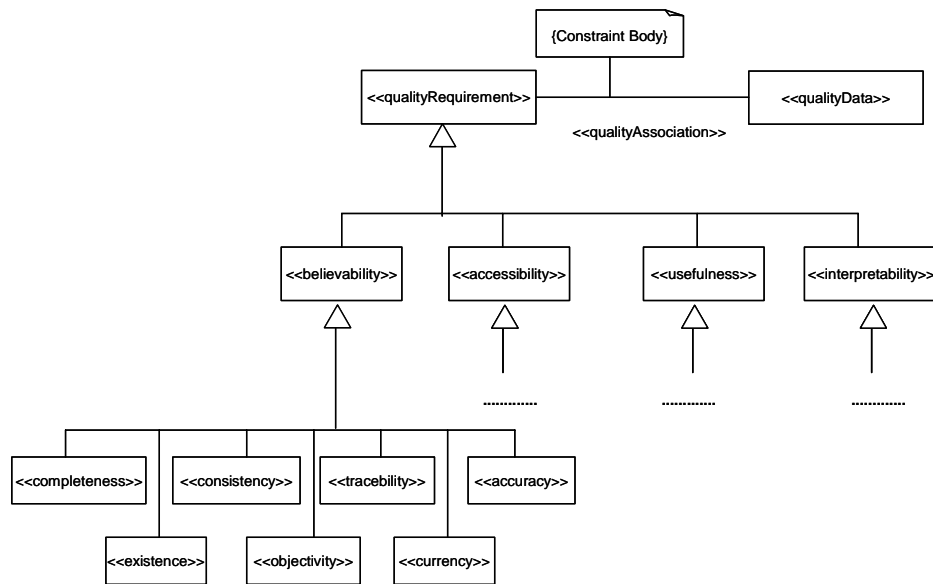 {Constraint Body}
<<qualityRequirement>>
<<qualityData>>
<<qualityAssociation>>
<<believability>>
<<accessibility>>
<<usefulness>>
<<interpretability>>
.............
.............
.............
<<completeness>>
<<consistency>>
<<tracebility>>
<<accuracy>>
<<existence>>
<<objectivity>>
<<currency>>